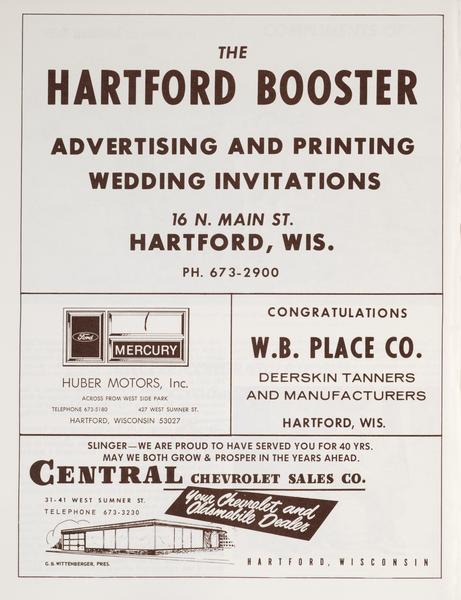 THE
HARTFORD BOOSTER
ADVERTISING AND PRINTING
WEDDING INVITATIONS
16 N. MAIN ST.
HARTFORD, WIS.
PH. 673-2900
Ford
MERCURY
HUBER MOTORS, Inc.
ACROSS FROM WEST SIDE PARK
TELEPHONE 673-5180 427 WEST SUMNER ST.
HARTFORD, WISCONSIN 53027
CONGRATULATIONS
W.B. PLACE CO.
DEERSKIN TANNERS
AND MANUFACTURERS
HARTFORD, WIS.
SLINGER—WE ARE PROUD TO HAVE SERVED YOU FOR 40 YRS.
MAY WE BOTH GROW & PROSPER IN THE YEARS AHEAD.
CENTRAL CHEVROLET SALES CO.
31-41 WEST SUMNER ST.
TELEPHONE 673-3230
Your Chevrolet and
Oldsmobile Dealer
G. B. WITTENBERGER, PRES.
HARTFORD, WISCONSIN